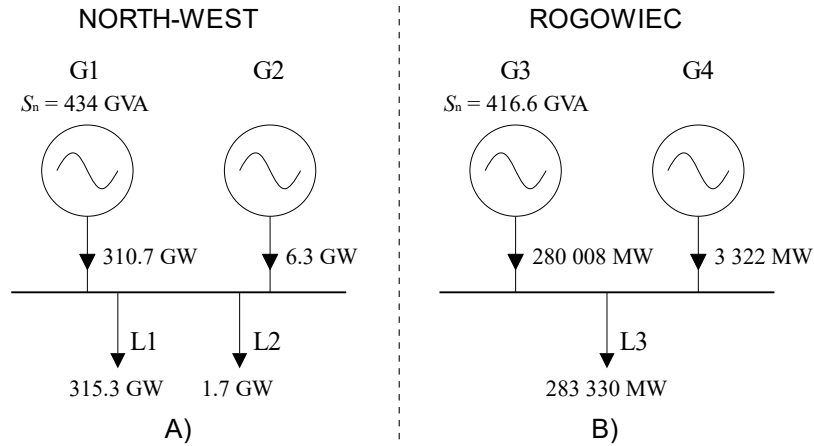 NORTH-WEST
G1
G2
Sn = 434 GVA
310.7 GW
6.3 GW
L1
L2
315.3 GW
1.7 GW
A)
ROGOWIEC
G3
G4
Sn = 416.6 GVA
280 008 MW
3 322 MW
L3
283 330 MW
B)